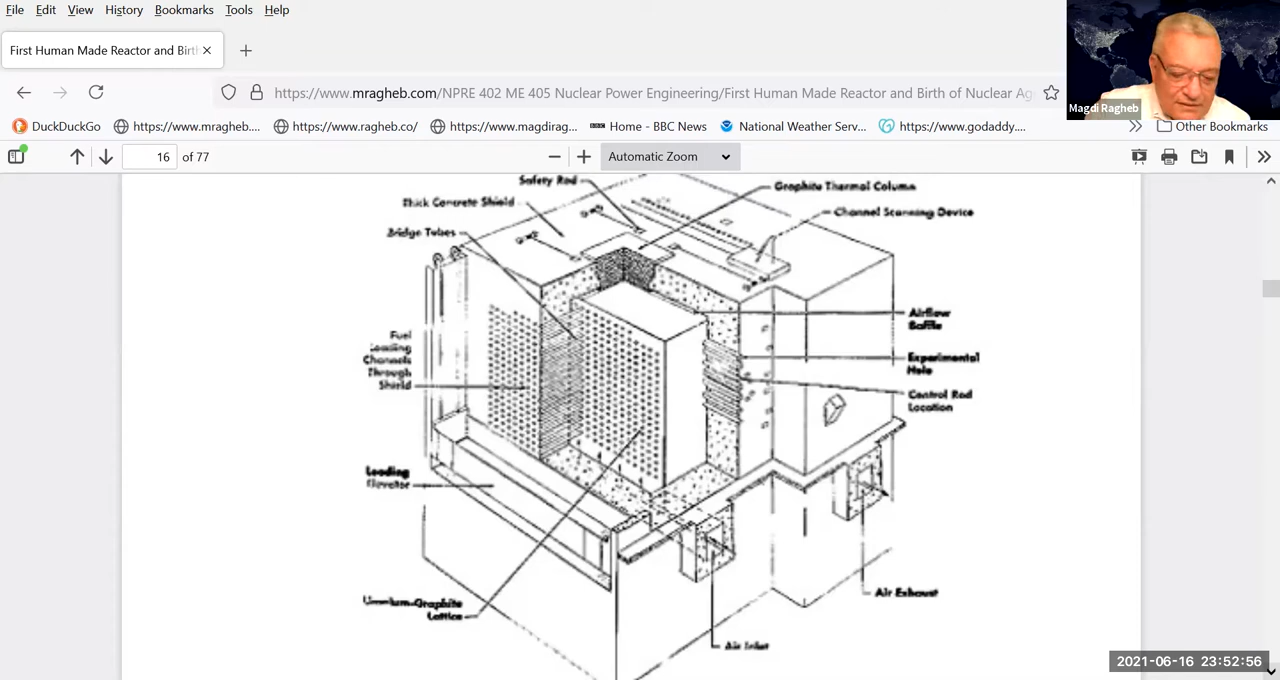 File Edit View History Bookmarks Tools Help
First Human Made Reactor and Birt
https://www.mragheb.com/NPRE 402 ME 405 Nuclear Power Engineering/First Human Made Reactor and Birth of Nuclear Ag
Magdi Ragheb
DuckDuckGo https://www.mragheb.... https://www.ragheb.co/ https://www.magdirag... BBC Home - BBC News National Weather Serv... https://www.godaddy.... Other Bookmarks
16 of 77 Automatic Zoom
Safety Rod
Graphite Thermal Column
Thick Concrete Shield
Channel Scanning Device
Bridge Tubes
Airflow
Baffle
Fuel
Loading
Channels
Through
Shield
Experimental
Hole
Control Rod
Location
Loading
Elevator
Uranium-Graphite
Lattice
Air Exhaust
Air Inlet
2021-06-16 23:52:56